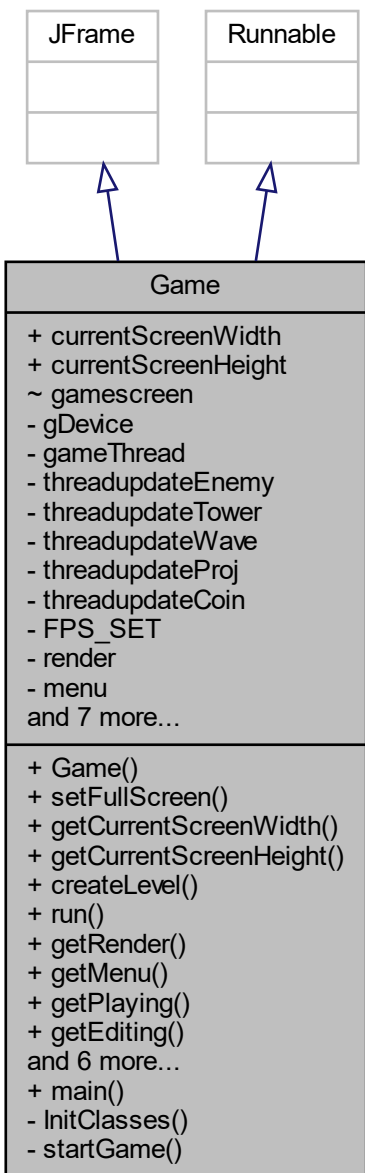 JFrame
Runnable
Game
+ currentScreenWidth
+ currentScreenHeight
~ gamescreen
- gDevice
- gameThread
- threadupdateEnemy
- threadupdateTower
- threadupdateWave
- threadupdateProj
- threadupdateCoin
- FPS_SET
- render
- menu
and 7 more...
+ Game()
+ setFullScreen()
+ getCurrentScreenWidth()
+ getCurrentScreenHeight()
+ createLevel()
+ run()
+ getRender()
+ getMenu()
+ getPlaying()
+ getEditing()
and 6 more...
+ main()
- InitClasses()
- startGame()